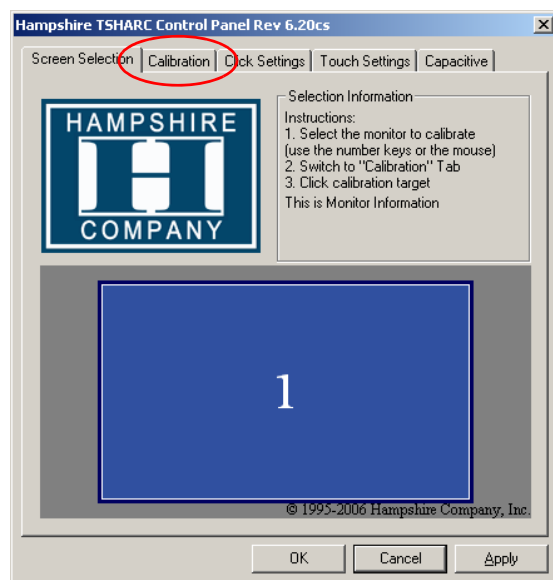 Hampshire TSHARC Control Panel Rev 6.20cs
Screen Selection Calibration Click Settings Touch Settings Capacitive
HAMPSHIRE
COMPANY
Selection Information
Instructions:
1. Select the monitor to calibrate
(use the number keys or the mouse)
2. Switch to "Calibration" Tab
3. Click calibration target
This is Monitor Information
1
© 1995-2006 Hampshire Company, Inc.
OK Cancel Apply